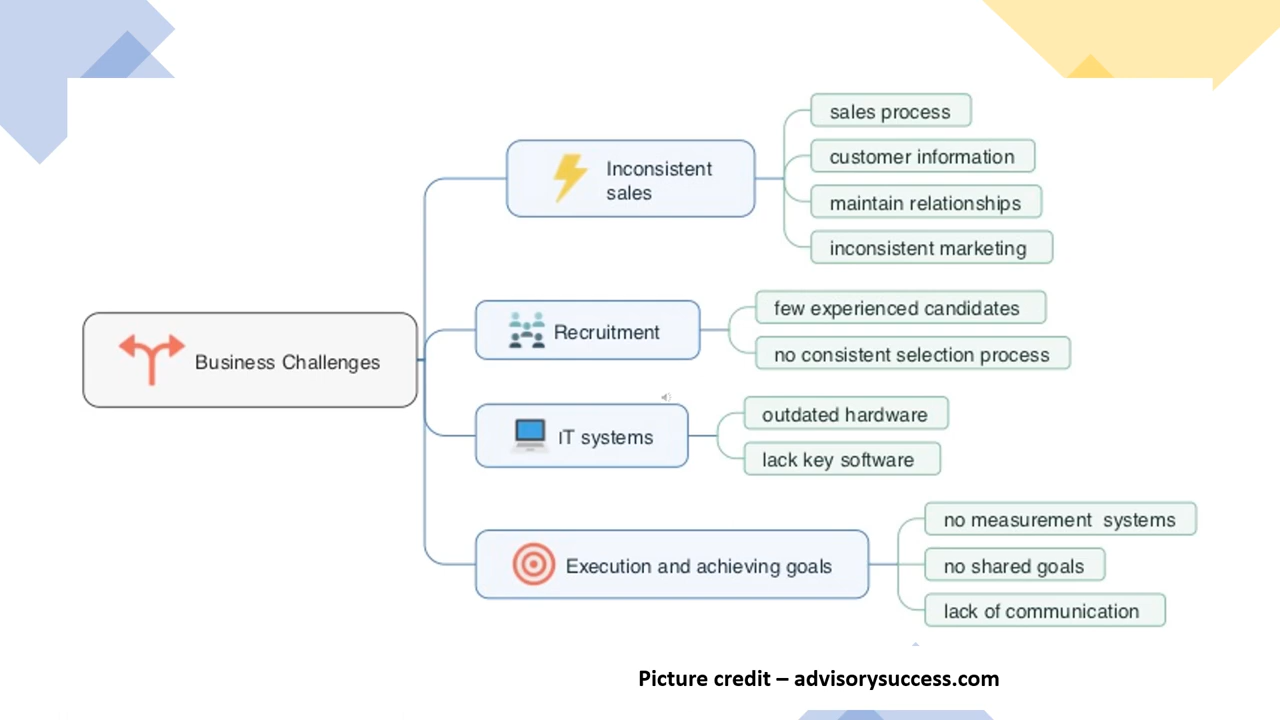 Business Challenges
Inconsistent
sales
sales process
customer information
maintain relationships
inconsistent marketing
Recruitment
few experienced candidates
no consistent selection process
IT systems
outdated hardware
lack key software
Execution and achieving goals
no measurement systems
no shared goals
lack of communication
Picture credit – advisorysuccess.com